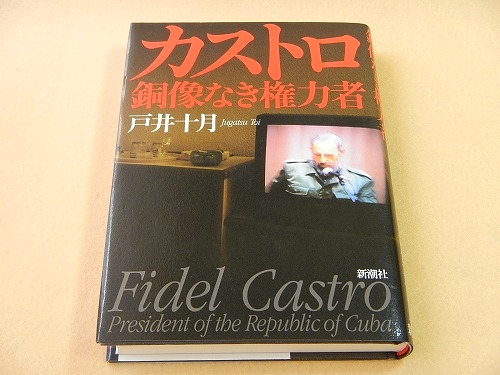 カストロ
銅像なき権力者
戸井十月 Jugatsu Toi
新潮社
Fidel Castro
President of the Republic of Cuba